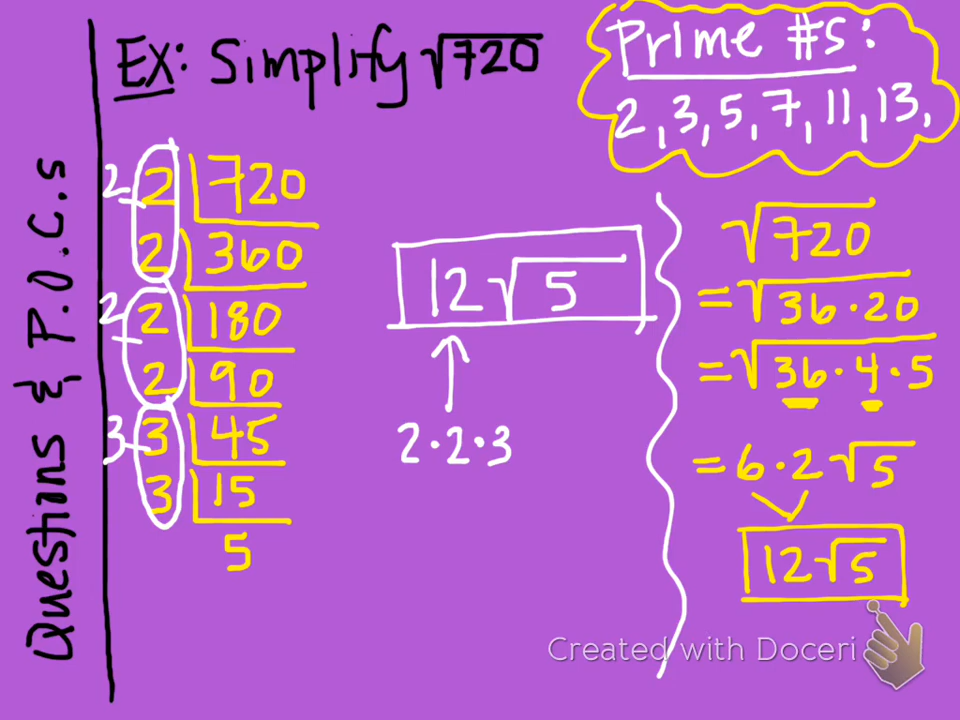 EX: Simplify √720
Prime #s:
2, 3, 5, 7, 11, 13,
Questions & P.O.C.s
2 2 720
2 360
2 2 180
2 90
3 3 45
3 15
5
12√5
2·2·3
√720
=√36·20
=√36·4·5
=6·2√5
12√5
Created with Doceri